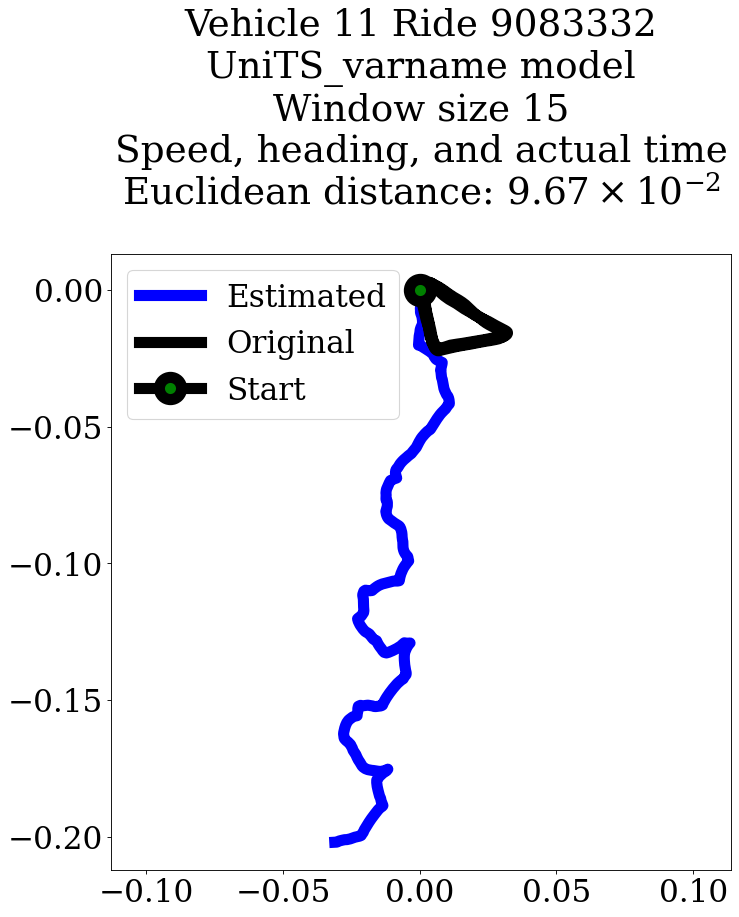 Vehicle 11 Ride 9083332
UniTS_varname model
Window size 15
Speed, heading, and actual time
Euclidean distance: 9.67 × 10⁻²
Estimated
Original
Start
0.00
−0.05
−0.10
−0.15
−0.20
−0.10 −0.05 0.00 0.05 0.10